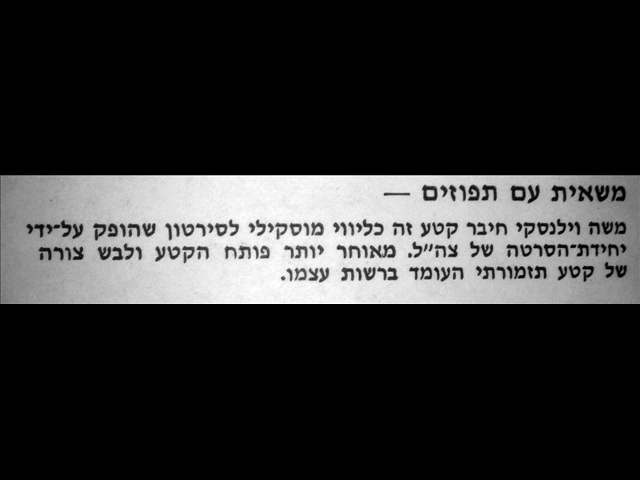 משאית עם תפוזים —
משה וילנסקי חיבר קטע זה כליווי מוסקילי לסירטון שהופק על־ידי
יחידת־הסרטה של צה״ל. מאוחר יותר פותח הקטע ולבש צורה
של קטע תזמורתי העומד ברשות עצמו.